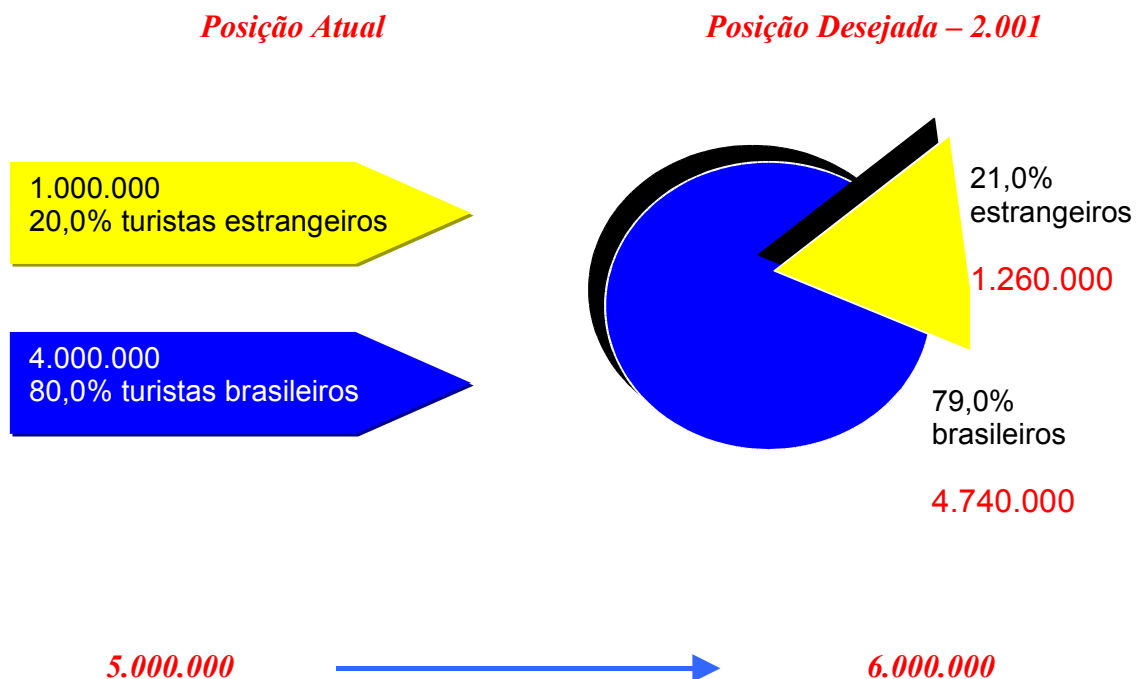 Posição Atual
Posição Desejada – 2.001
1.000.000
20,0% turistas estrangeiros
4.000.000
80,0% turistas brasileiros
21,0%
estrangeiros
1.260.000
79,0%
brasileiros
4.740.000
5.000.000
6.000.000